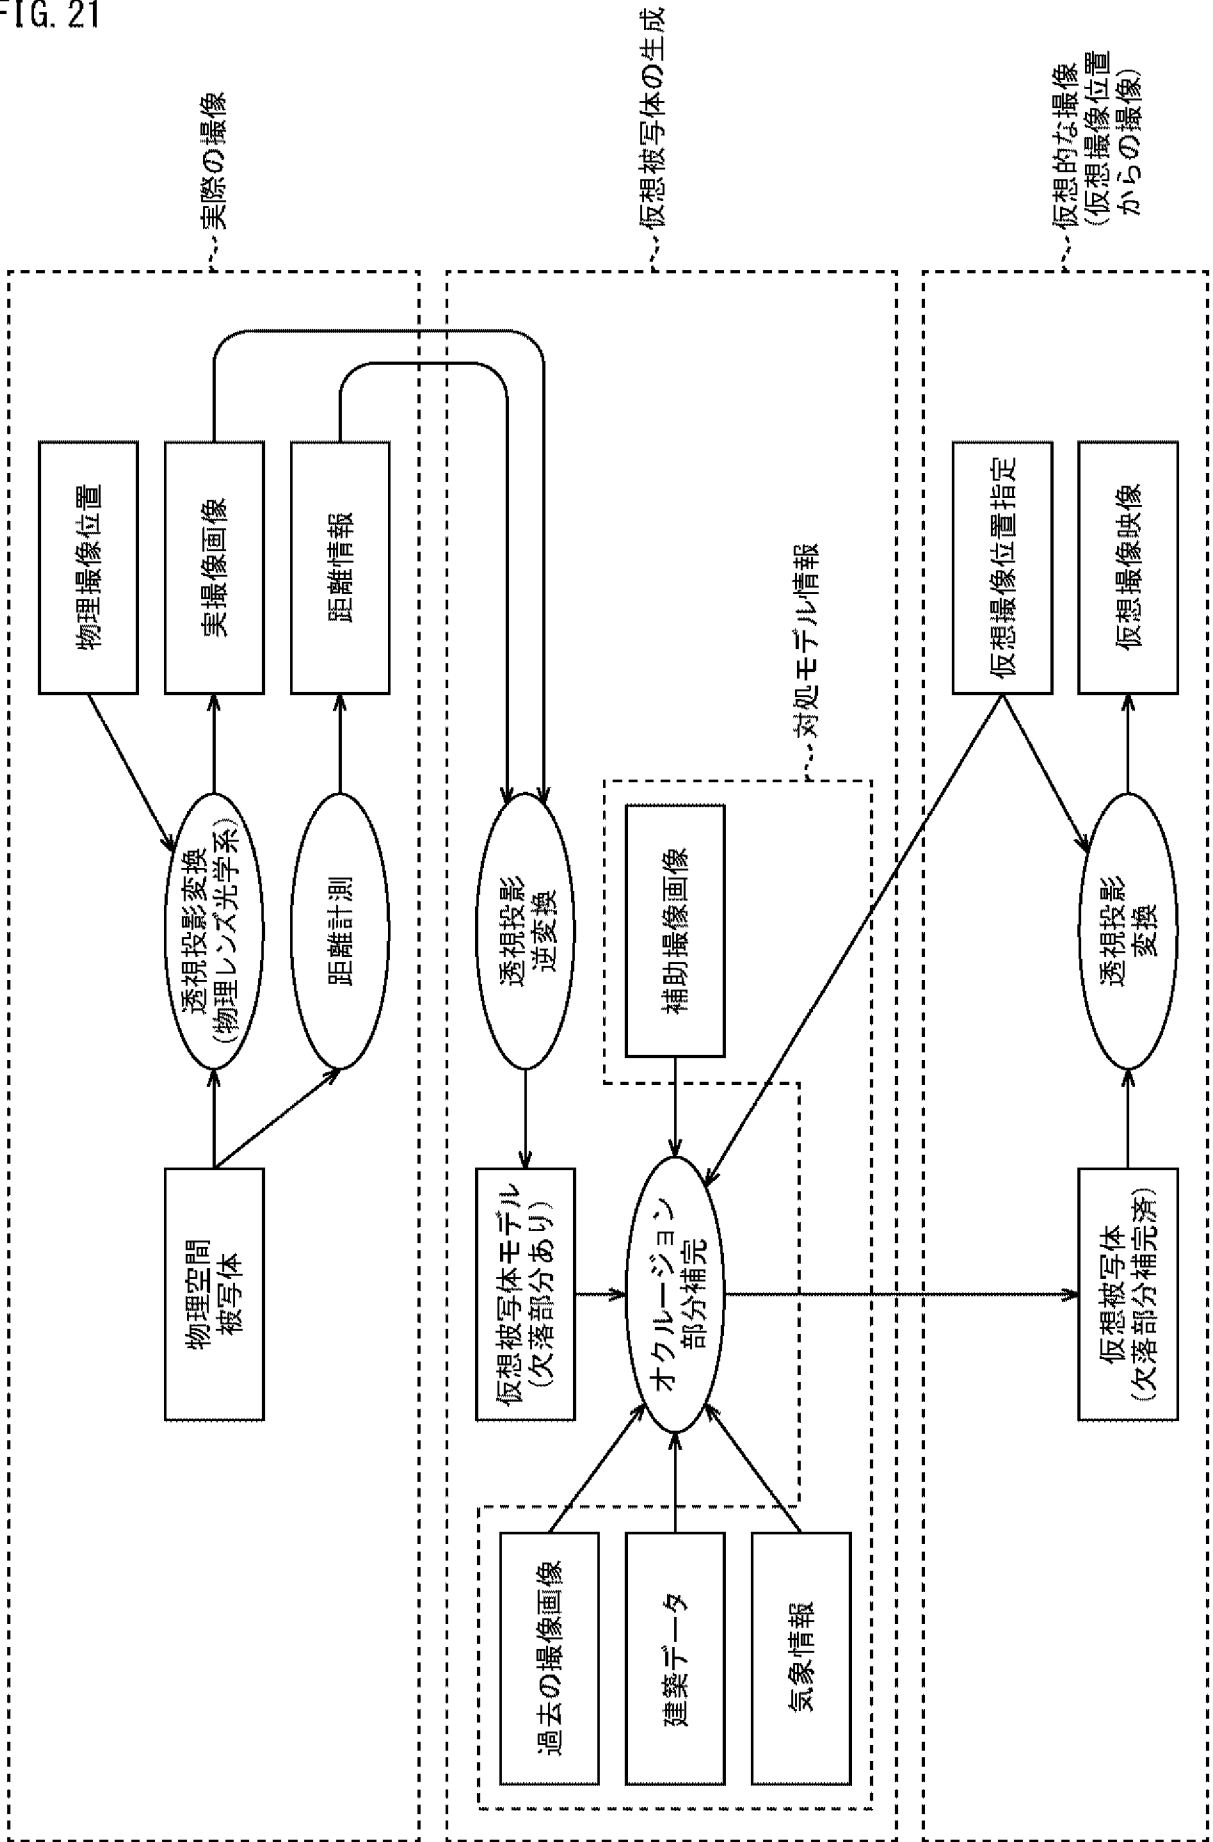 FIG. 21
実際の撮像
物理撮像位置
実撮像画像
距離情報
透視投影変換
(物理レンズ光学系)
距離計測
物理空間
被写体
仮想被写体の生成
透視投影
逆変換
仮想被写体モデル
(欠落部分あり)
オクルージョン
部分補完
対処モデル情報
補助撮像画像
過去の撮像画像
建築データ
気象情報
仮想的な撮像
(仮想撮像位置
からの撮像)
仮想撮像位置指定
仮想撮像映像
透視投影
変換
仮想被写体
(欠落部分補完済)